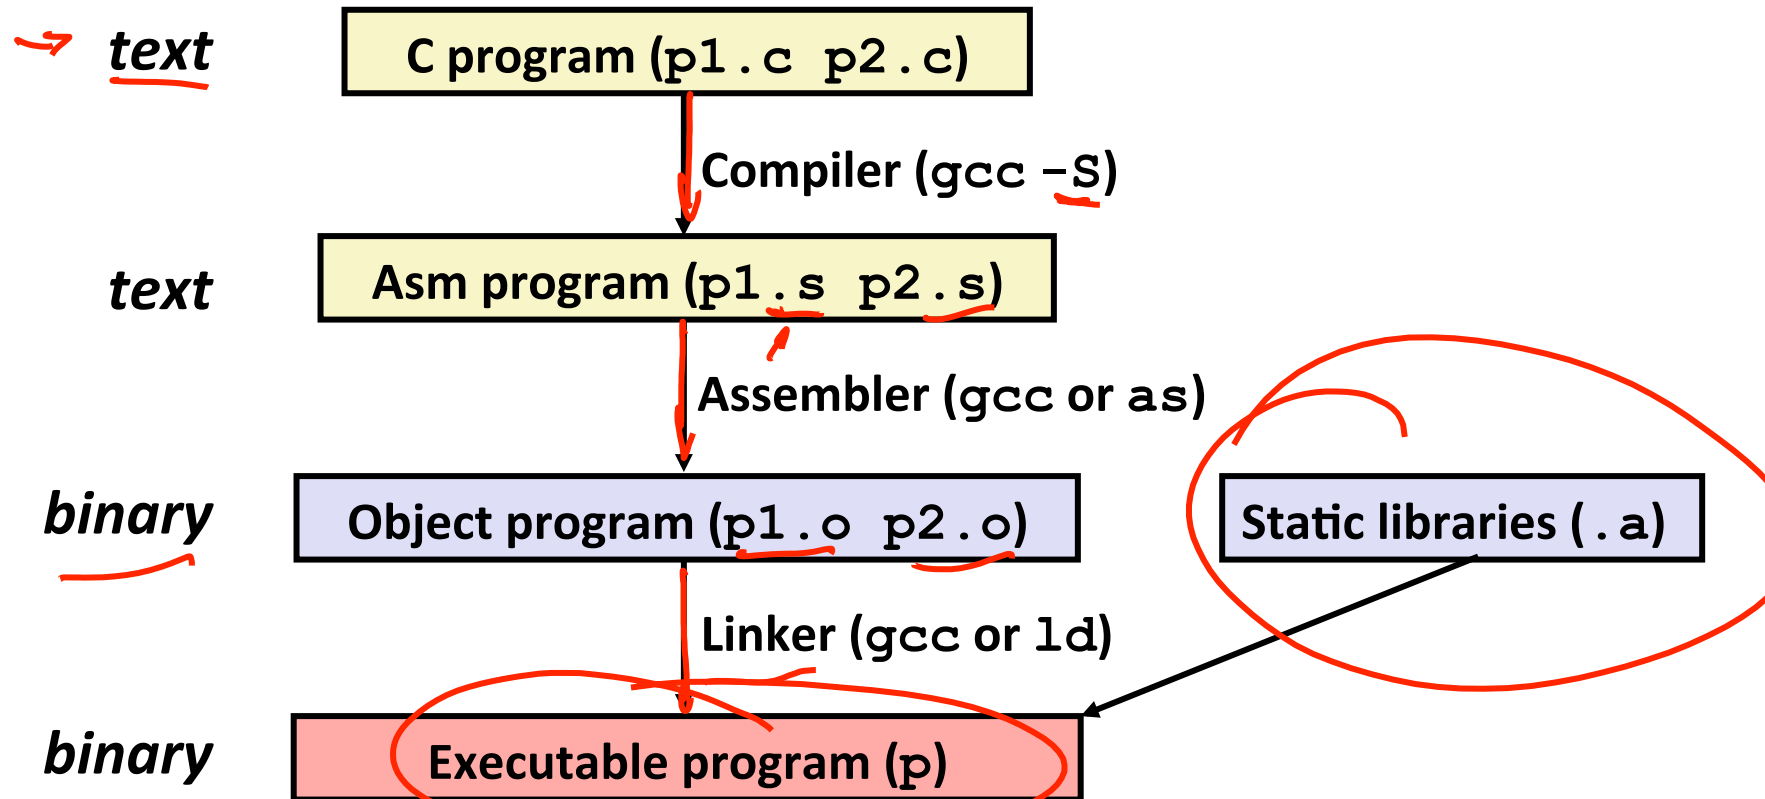 text C program (p1.c p2.c)
Compiler (gcc -S)
text Asm program (p1.s p2.s)
Assembler (gcc or as)
binary Object program (p1.o p2.o) Static libraries (.a)
Linker (gcc or ld)
binary Executable program (p)